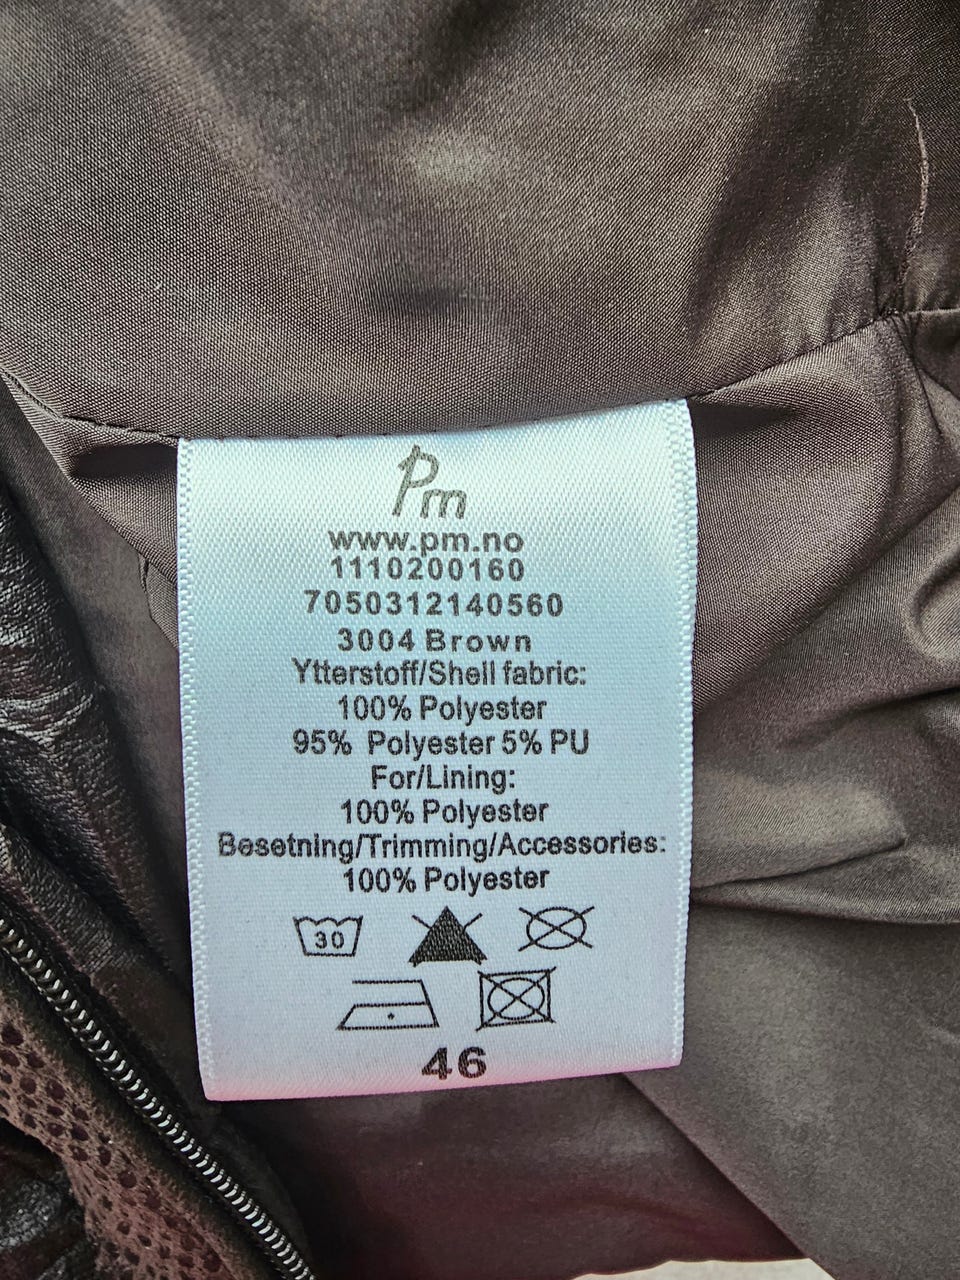 Pm
www.pm.no
1110200160
7050312140560
3004 Brown
Ytterstoff/Shell fabric:
100% Polyester
95% Polyester 5% PU
For/Lining:
100% Polyester
Besetning/Trimming/Accessories:
100% Polyester
30
46